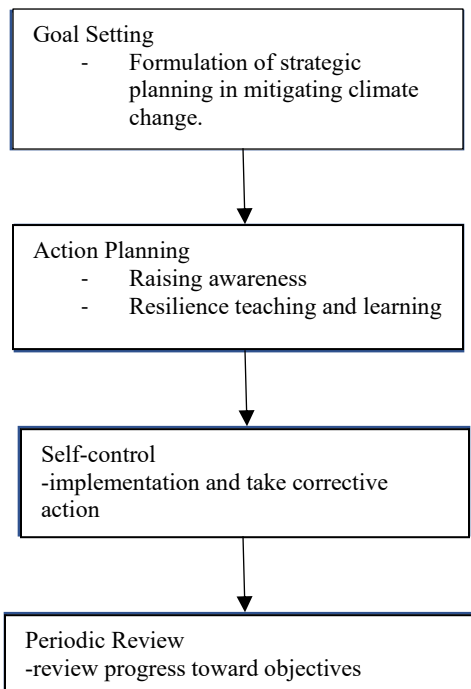 Goal Setting
- Formulation of strategic
planning in mitigating climate
change.
Action Planning
- Raising awareness
- Resilience teaching and learning
Self-control
-implementation and take corrective
action
Periodic Review
-review progress toward objectives